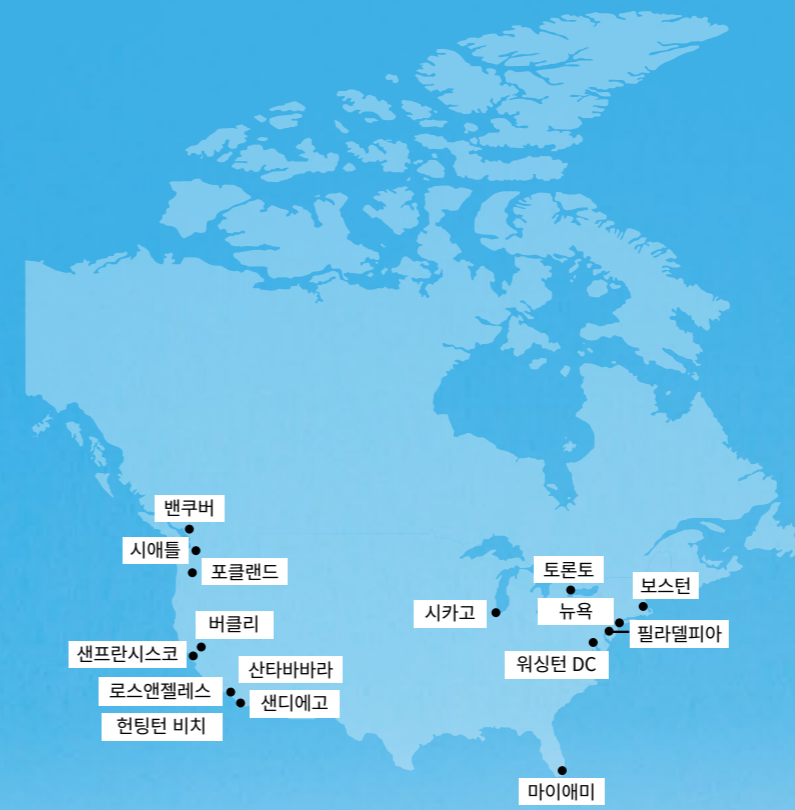 밴쿠버
시애틀
포클랜드
버클리
샌프란시스코
산타바바라
로스앤젤레스
샌디에고
헌팅턴 비치
시카고
토론토
보스턴
뉴욕
필라델피아
워싱턴 DC
마이애미